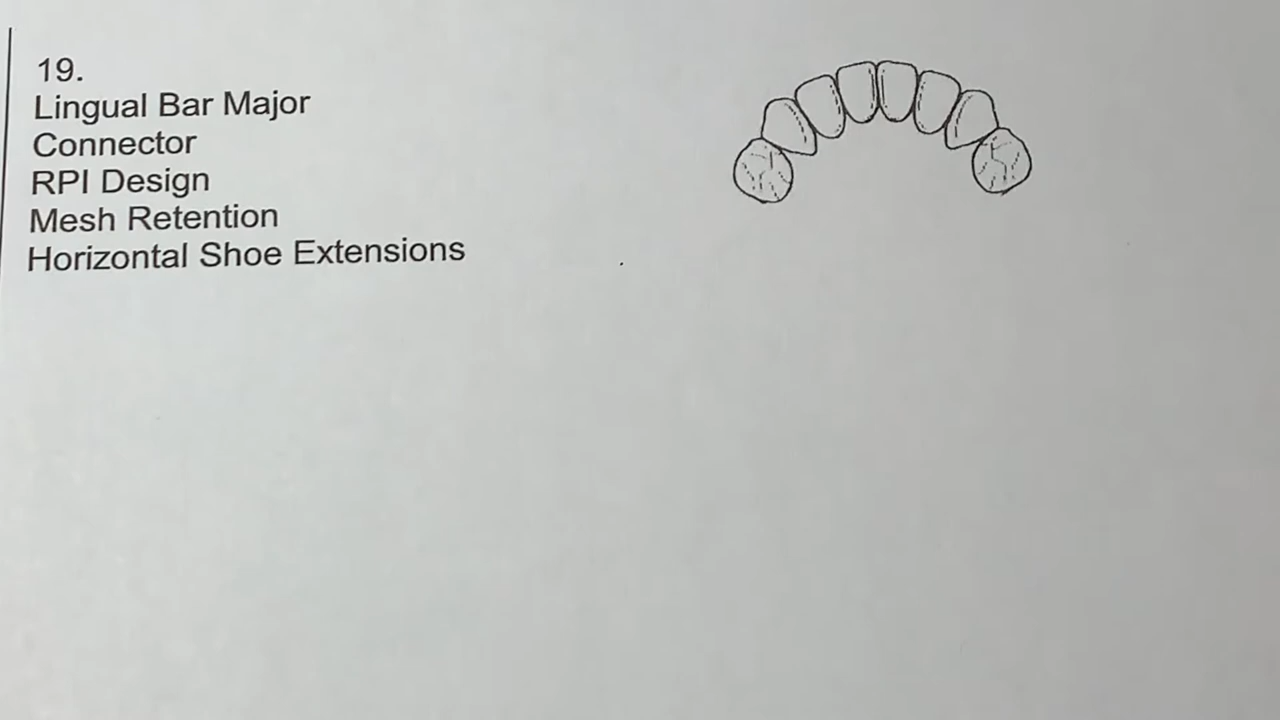 19.
Lingual Bar Major
Connector
RPI Design
Mesh Retention
Horizontal Shoe Extensions